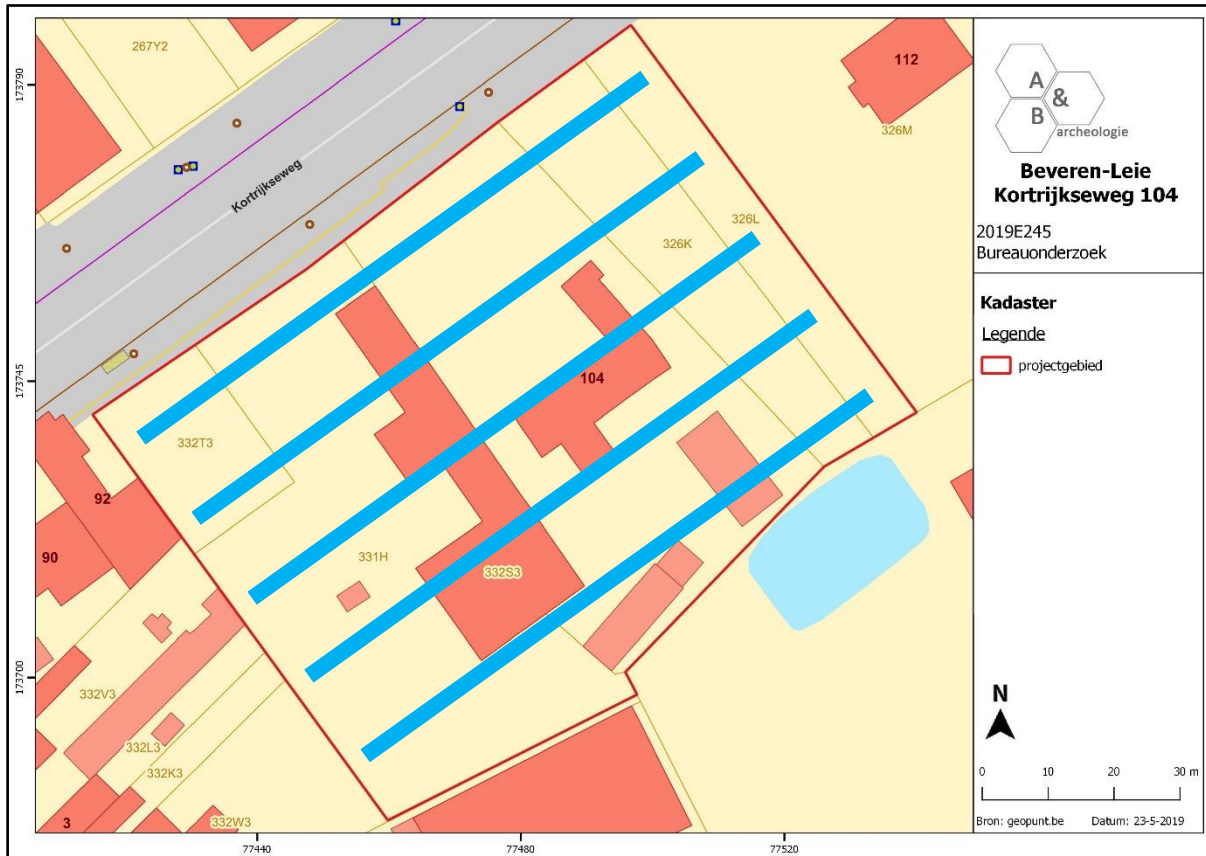 267Y2
112
326M
Kortrijkseweg
326L
326K
104
332T3
92
90
331H
332S3
332V3
332L3
332K3
332W3
3
173790
173745
173700
77440
77480
77520
A
&
B
archeologie
Beveren-Leie
Kortrijkseweg 104
2019E245
Bureauonderzoek
Kadaster
Legende
projectgebied
N
0 10 20 30 m
Bron: geopunt.be Datum: 23-5-2019